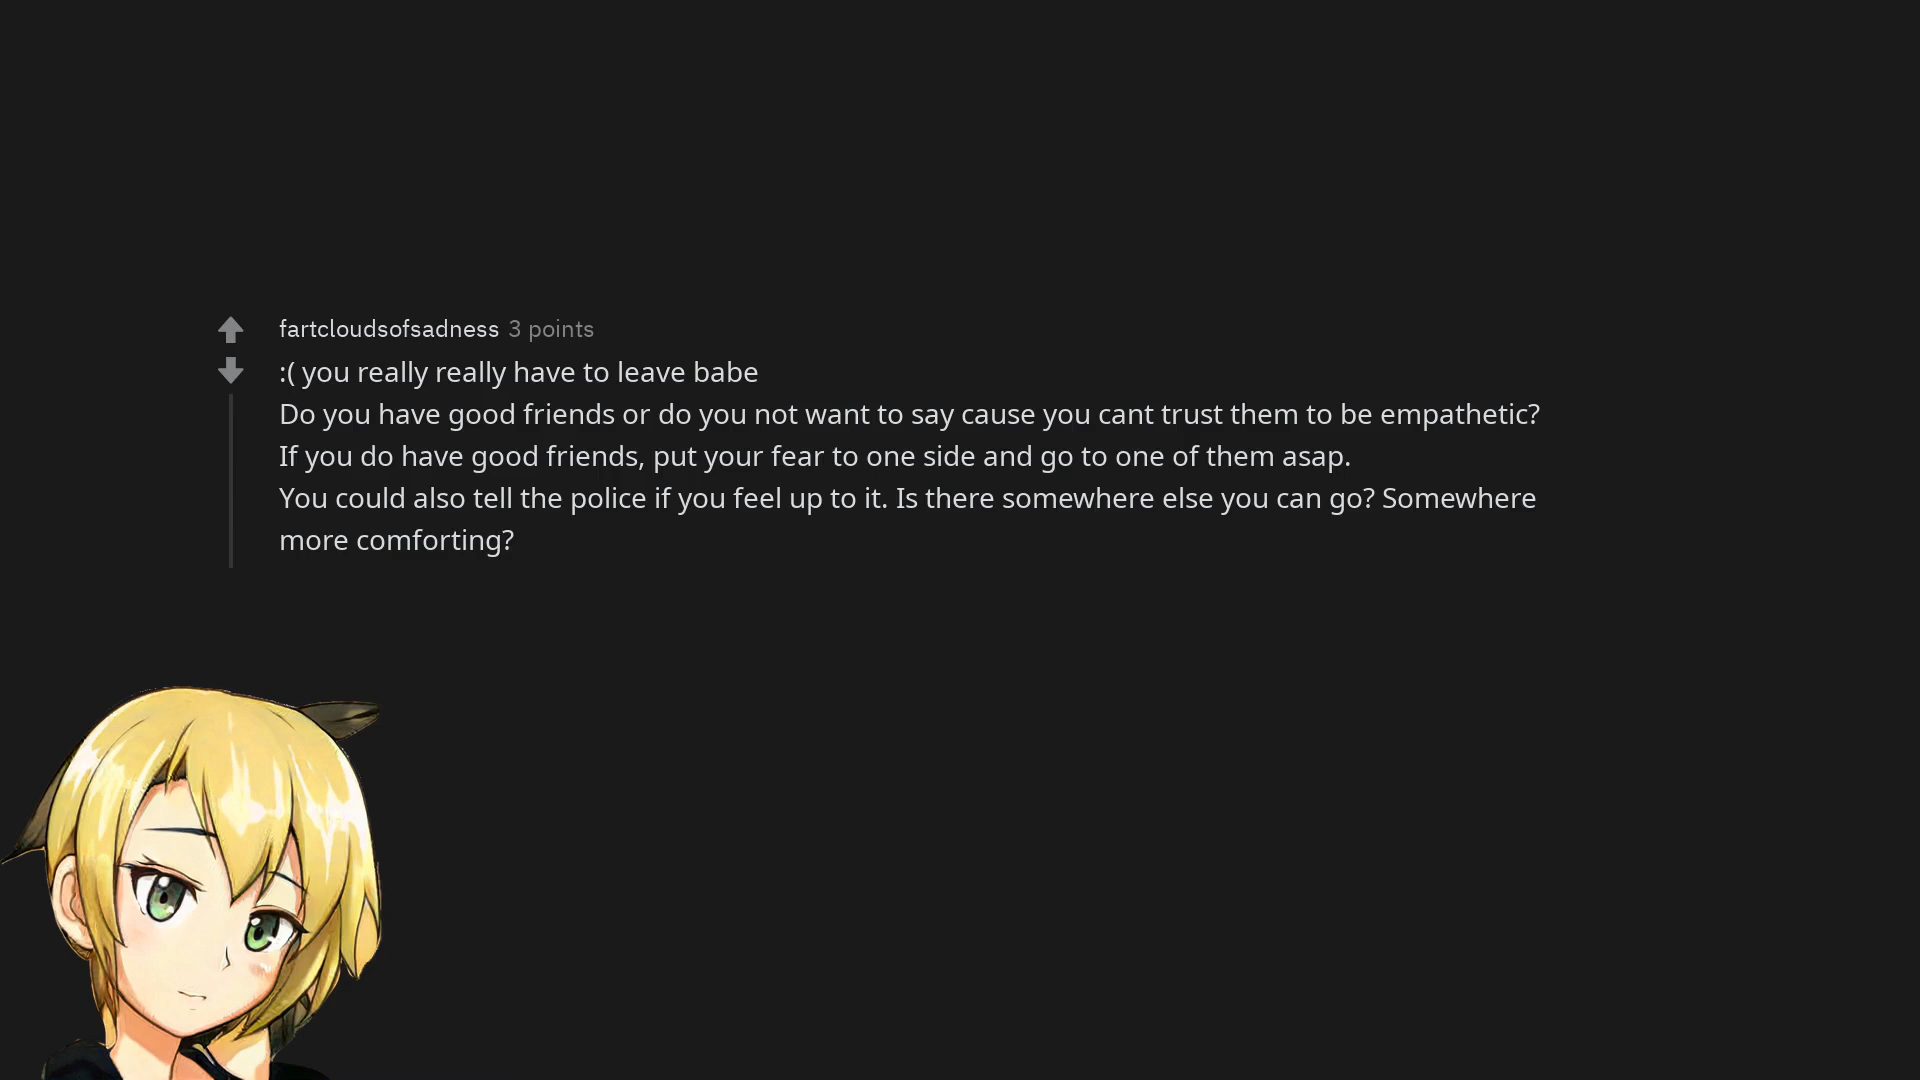 fartcloudsofsadness 3 points
:( you really really have to leave babe
Do you have good friends or do you not want to say cause you cant trust them to be empathetic?
If you do have good friends, put your fear to one side and go to one of them asap.
You could also tell the police if you feel up to it. Is there somewhere else you can go? Somewhere
more comforting?